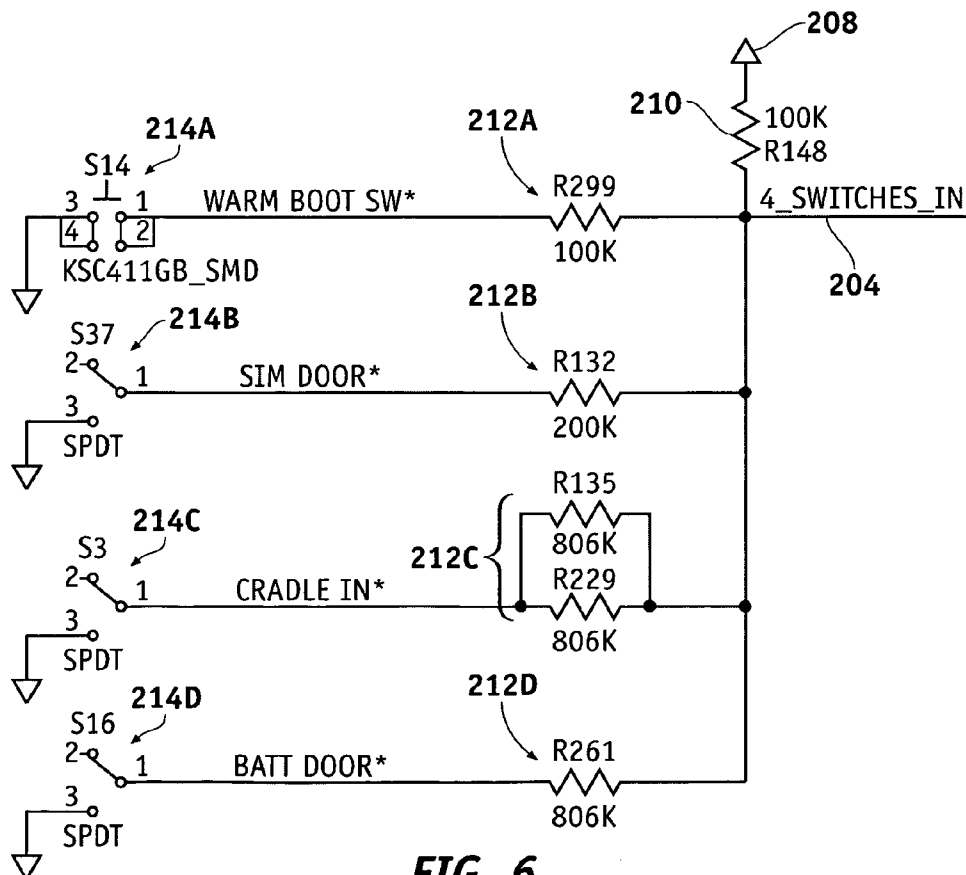 208
210
100K
R148
214A
212A
S14
R299
3 1
WARM BOOT SW*
4_SWITCHES_IN
4 2
100K
204
KSC411GB_SMD
214B
212B
S37
R132
2 1
SIM DOOR*
3
200K
SPDT
R135
214C
212C
806K
S3
R229
2 1
CRADLE IN*
3
806K
SPDT
214D
212D
S16
R261
2 1
BATT DOOR*
3
806K
SPDT
FIG. 6